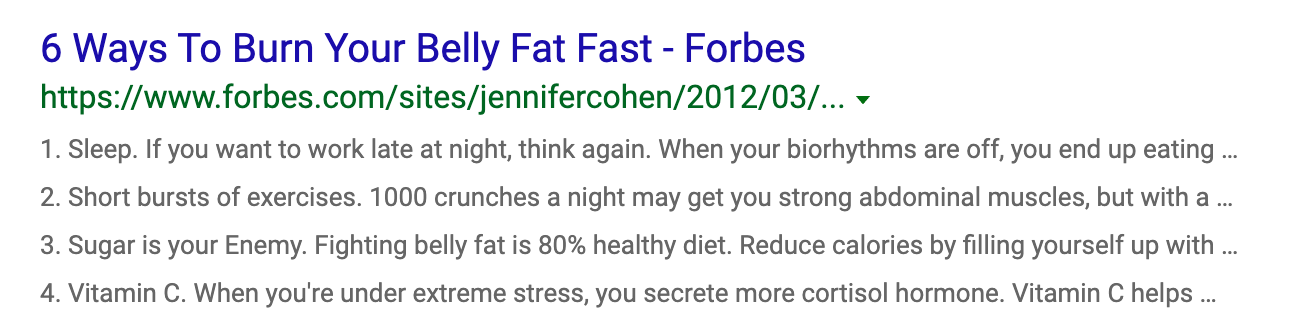 6 Ways To Burn Your Belly Fat Fast - Forbes
https://www.forbes.com/sites/jennifercohen/2012/03/...
1. Sleep. If you want to work late at night, think again. When your biorhythms are off, you end up eating ...
2. Short bursts of exercises. 1000 crunches a night may get you strong abdominal muscles, but with a ...
3. Sugar is your Enemy. Fighting belly fat is 80% healthy diet. Reduce calories by filling yourself up with ...
4. Vitamin C. When you're under extreme stress, you secrete more cortisol hormone. Vitamin C helps ...